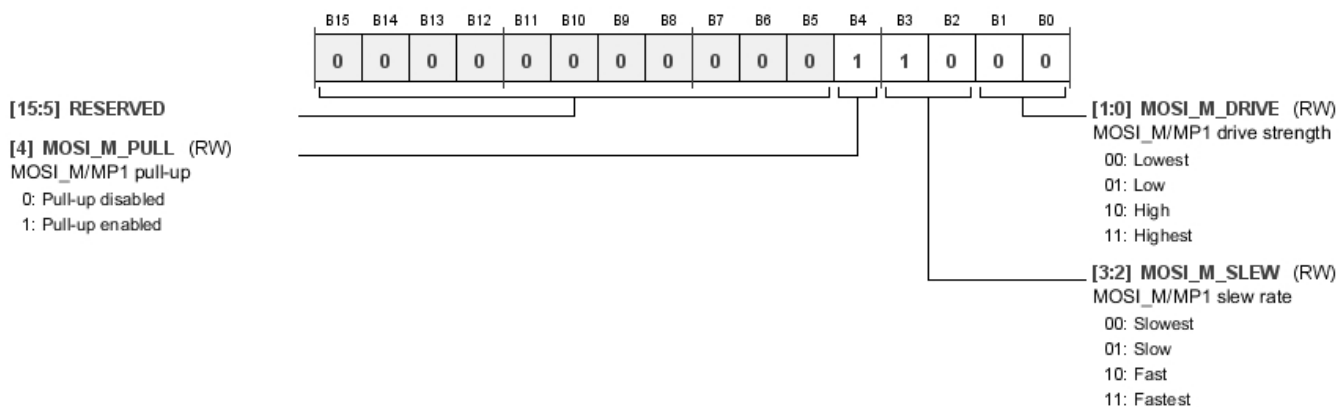 B15 B14 B13 B12 B11 B10 B9 B8 B7 B6 B5 B4 B3 B2 B1 B0
0 0 0 0 0 0 0 0 0 0 0 1 1 0 0 0
[15:5] RESERVED
[4] MOSI_M_PULL (RW)
MOSI_M/MP1 pull-up
0: Pull-up disabled
1: Pull-up enabled
[1:0] MOSI_M_DRIVE (RW)
MOSI_M/MP1 drive strength
00: Lowest
01: Low
10: High
11: Highest
[3:2] MOSI_M_SLEW (RW)
MOSI_M/MP1 slew rate
00: Slowest
01: Slow
10: Fast
11: Fastest